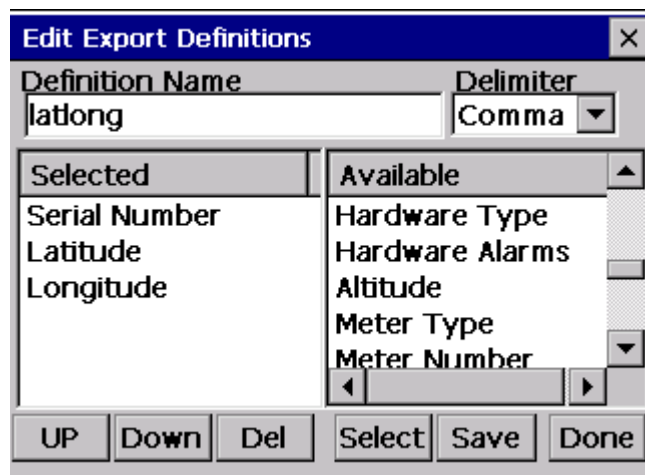 Edit Export Definitions
Definition Name Delimiter
latlong Comma
Selected Available
Serial Number Hardware Type
Latitude Hardware Alarms
Longitude Altitude
Meter Type
Meter Number
UP Down Del Select Save Done